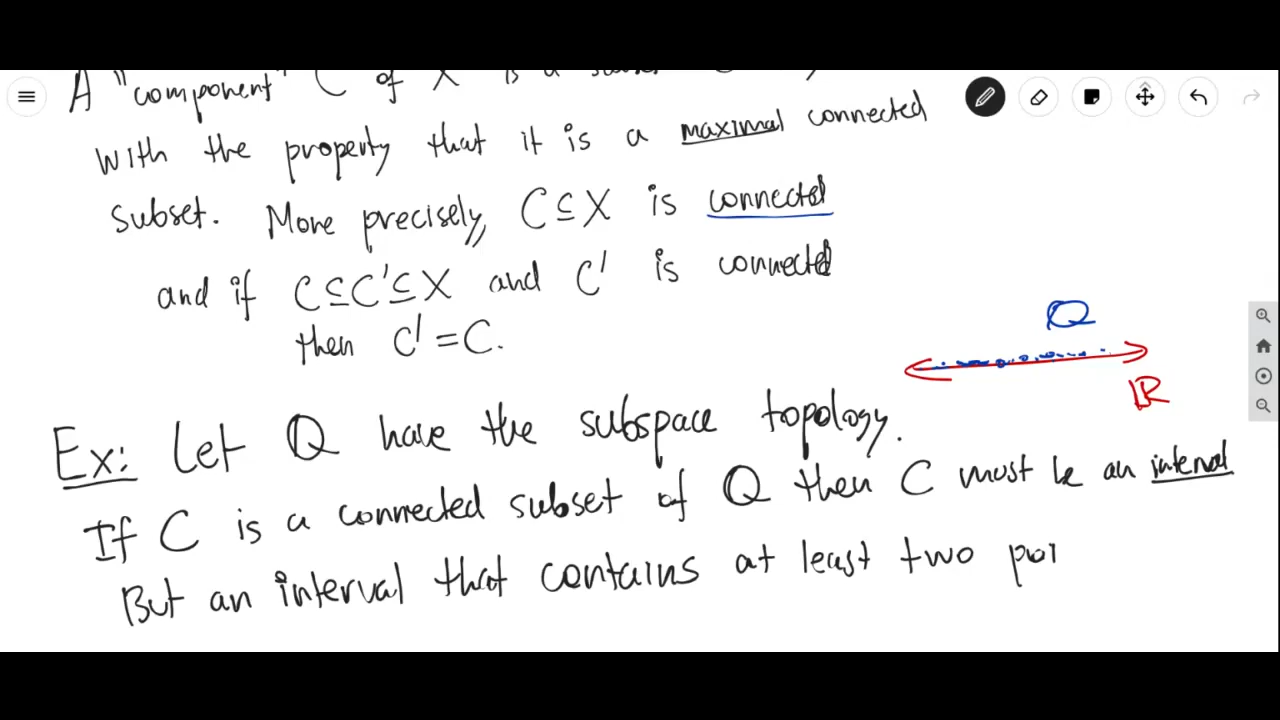 A "component" C of X is a
with the property that it is a maximal connected
subset. More precisely, C ⊆ X is connected
and if C ⊆ C' ⊆ X and C' is connected
then C' = C.
Q
R
Ex: Let Q have the subspace topology.
If C is a connected subset of Q then C must be an interval
But an interval that contains at least two poi